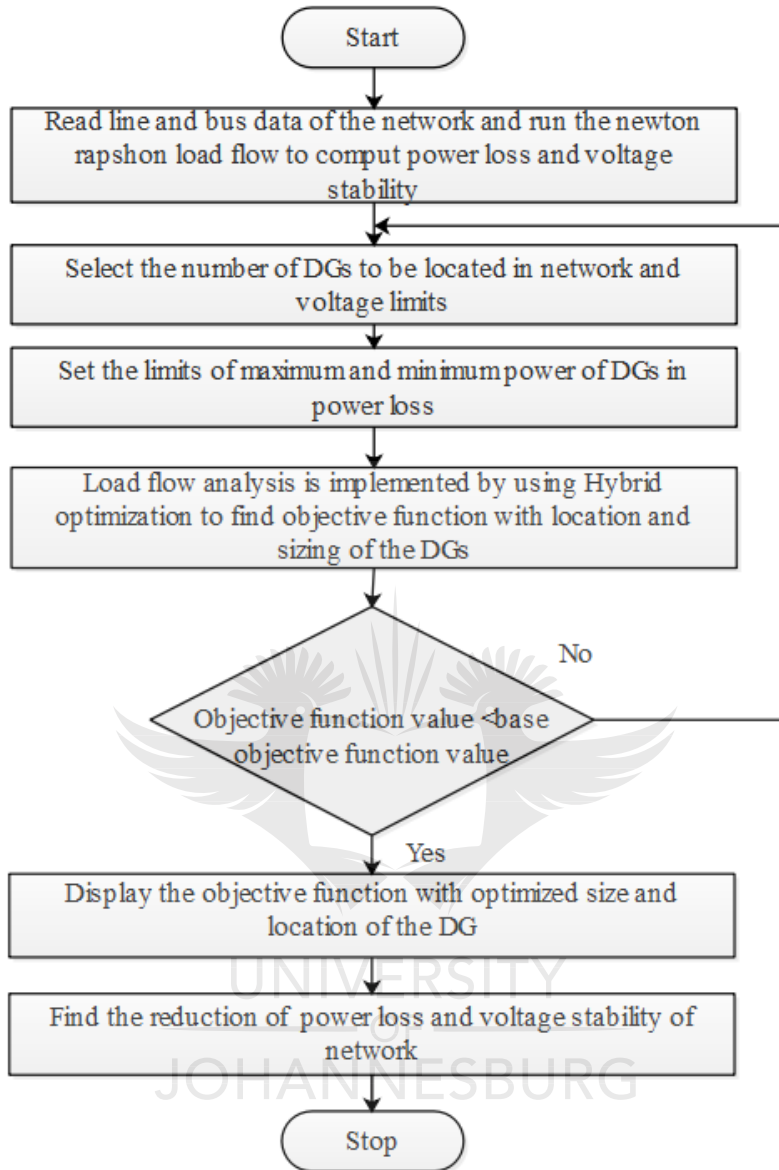 Start
Read line and bus data of the network and run the newton
rapshon load flow to comput power loss and voltage
stability
Select the number of DGs to be located in network and
voltage limits
Set the limits of maximum and minimum power of DGs in
power loss
Load flow analysis is implemented by using Hybrid
optimization to find objective function with location and
sizing of the DGs
No
Objective function value <base
objective function value
Yes
Display the objective function with optimized size and
location of the DG
UNIVERSITY
Find the reduction of power loss and voltage stability of
network
OF
JOHANNESBURG
Stop